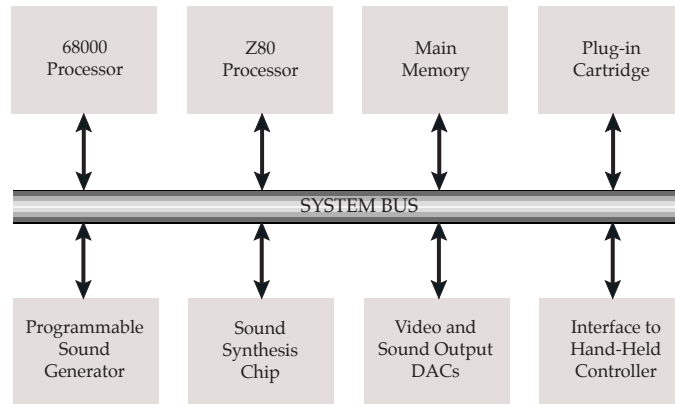 68000
Processor
Z80
Processor
Main
Memory
Plug-in
Cartridge
SYSTEM BUS
Programmable
Sound
Generator
Sound
Synthesis
Chip
Video and
Sound Output
DACs
Interface to
Hand-Held
Controller